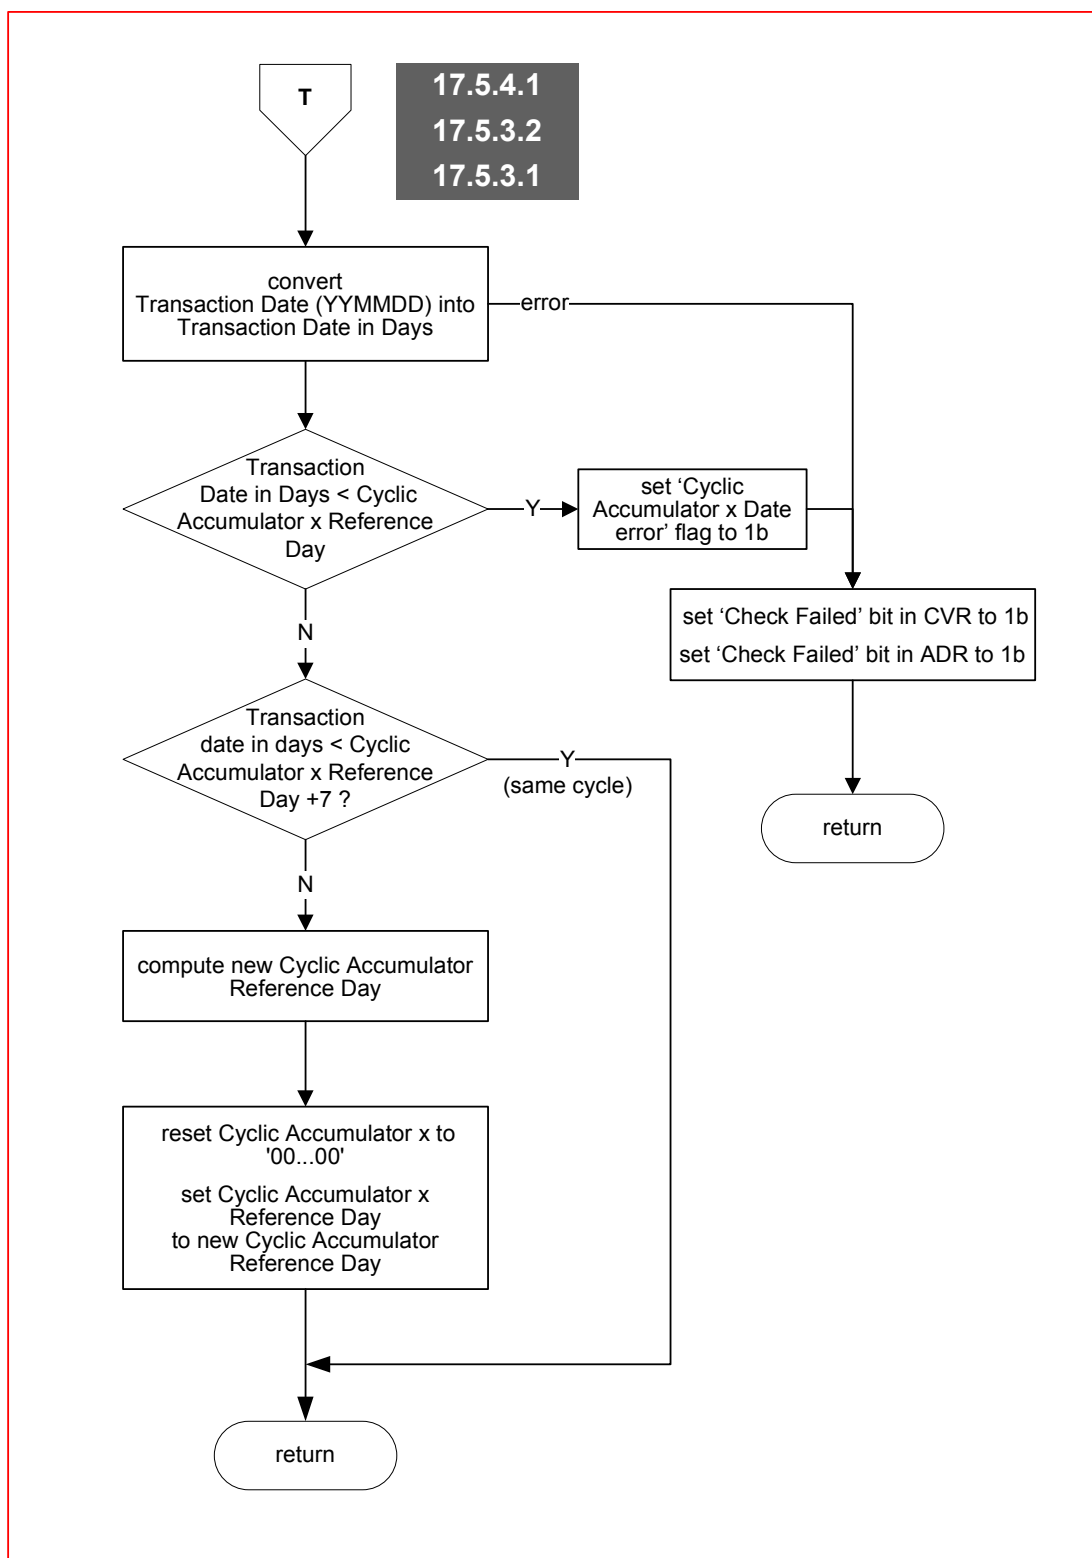 T
17.5.4.1
17.5.3.2
17.5.3.1
convert
Transaction Date (YYMMDD) into
Transaction Date in Days
error
Transaction
Date in Days < Cyclic
Accumulator x Reference
Day
Y
set ‘Cyclic
Accumulator x Date
error’ flag to 1b
set ‘Check Failed’ bit in CVR to 1b
set ‘Check Failed’ bit in ADR to 1b
N
Transaction
date in days < Cyclic
Accumulator x Reference
Day +7 ?
Y
(same cycle)
return
N
compute new Cyclic Accumulator
Reference Day
reset Cyclic Accumulator x to
'00...00'
set Cyclic Accumulator x
Reference Day
to new Cyclic Accumulator
Reference Day
return